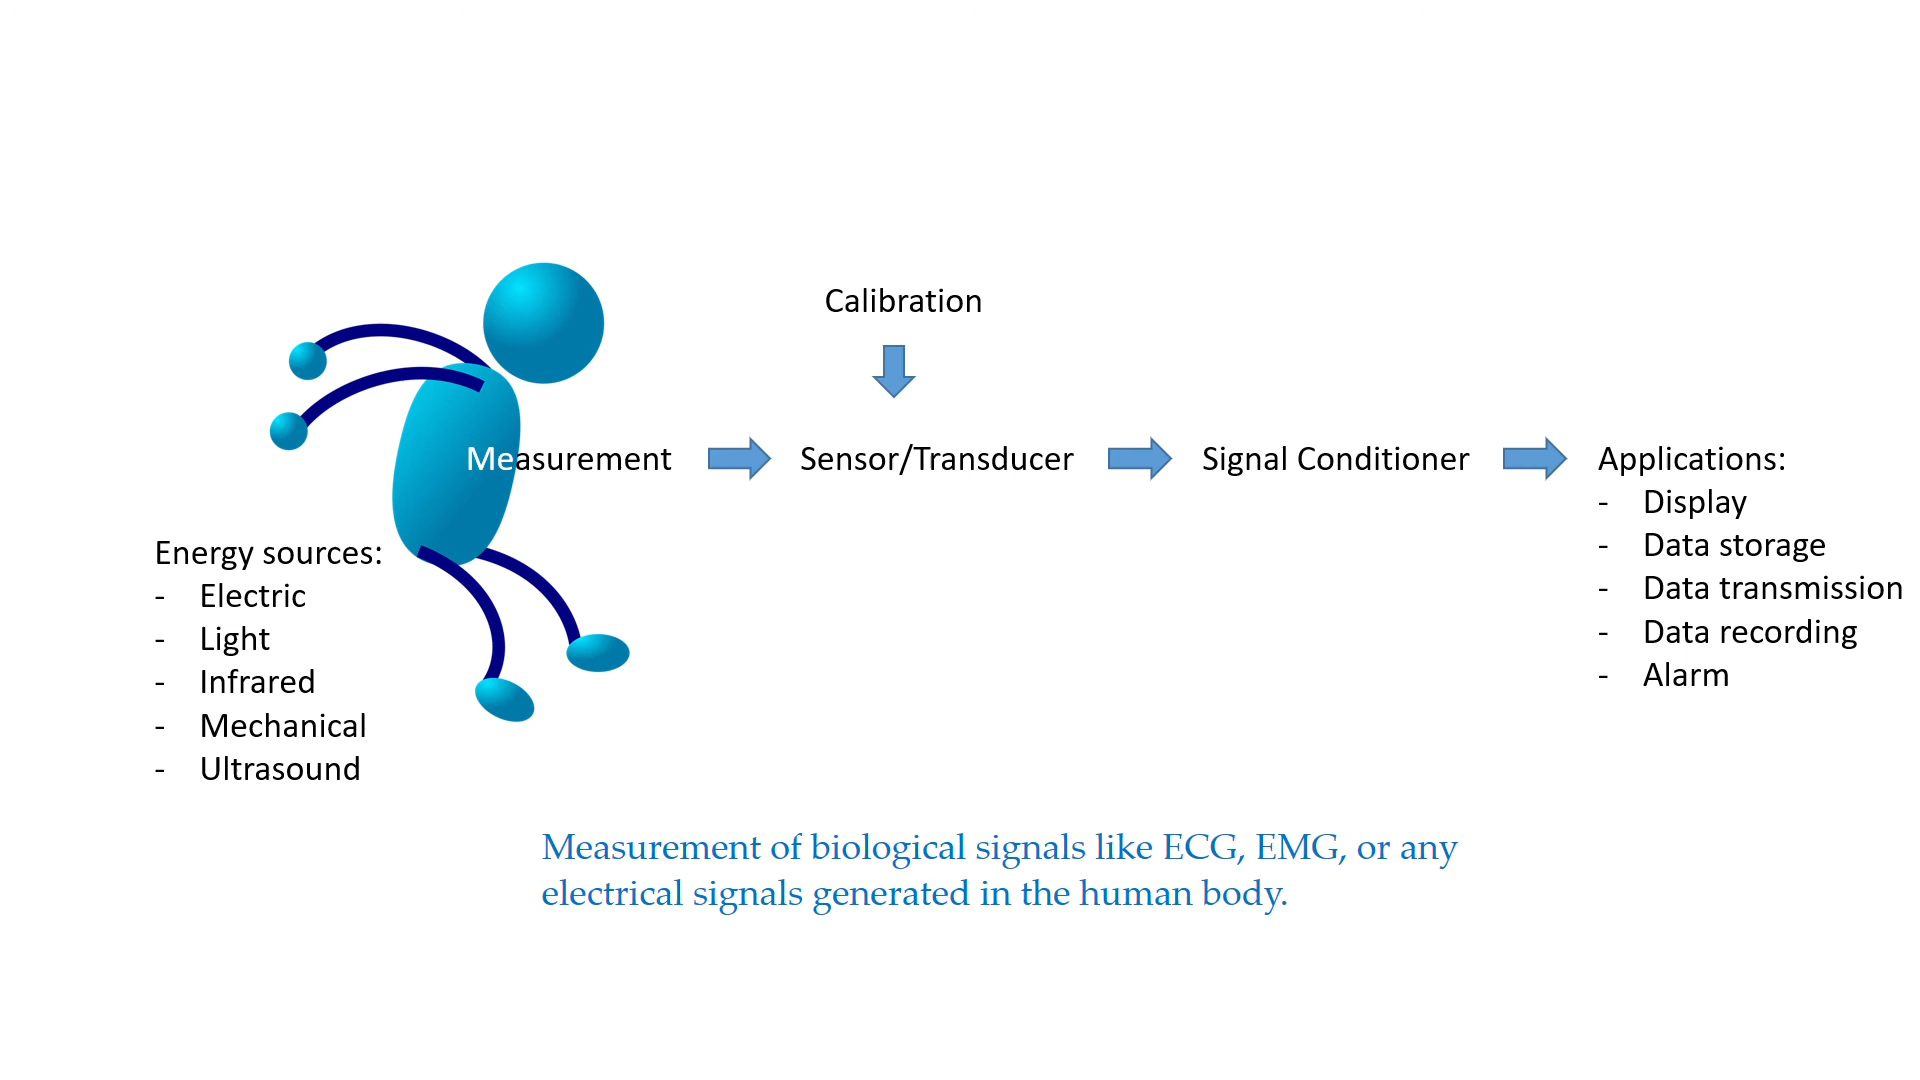 Calibration
Measurement
Sensor/Transducer
Signal Conditioner
Applications:
- Display
- Data storage
- Data transmission
- Data recording
- Alarm
Energy sources:
- Electric
- Light
- Infrared
- Mechanical
- Ultrasound
Measurement of biological signals like ECG, EMG, or any
electrical signals generated in the human body.